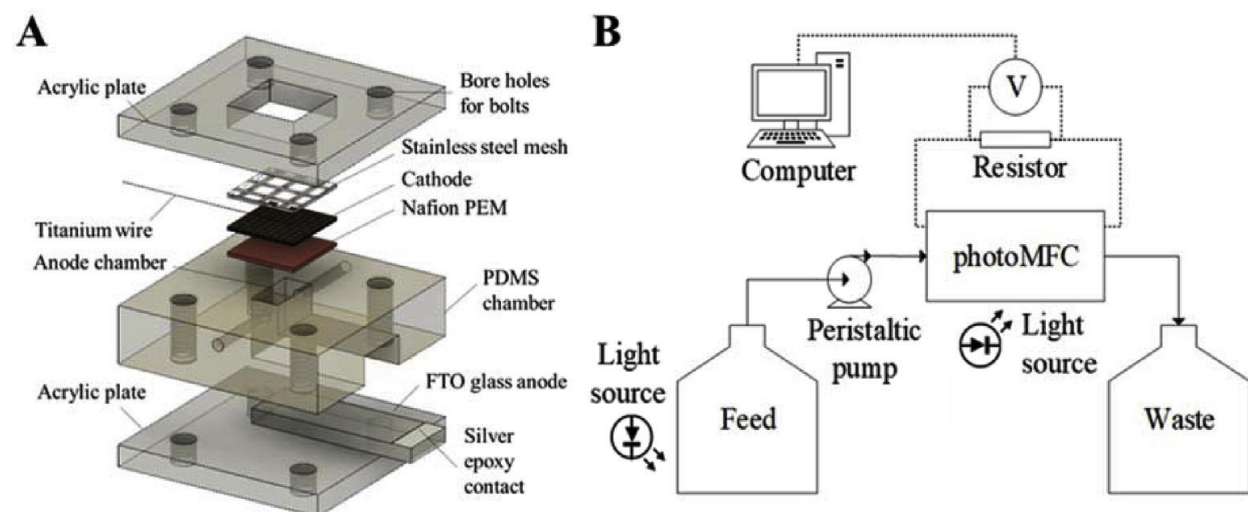 A
Acrylic plate
Bore holes
for bolts
Stainless steel mesh
Cathode
Nafion PEM
Titanium wire
Anode chamber
PDMS
chamber
FTO glass anode
Acrylic plate
Silver
epoxy
contact
B
V
Computer
Resistor
photoMFC
Peristaltic
pump
Light
source
Light
source
Feed
Waste